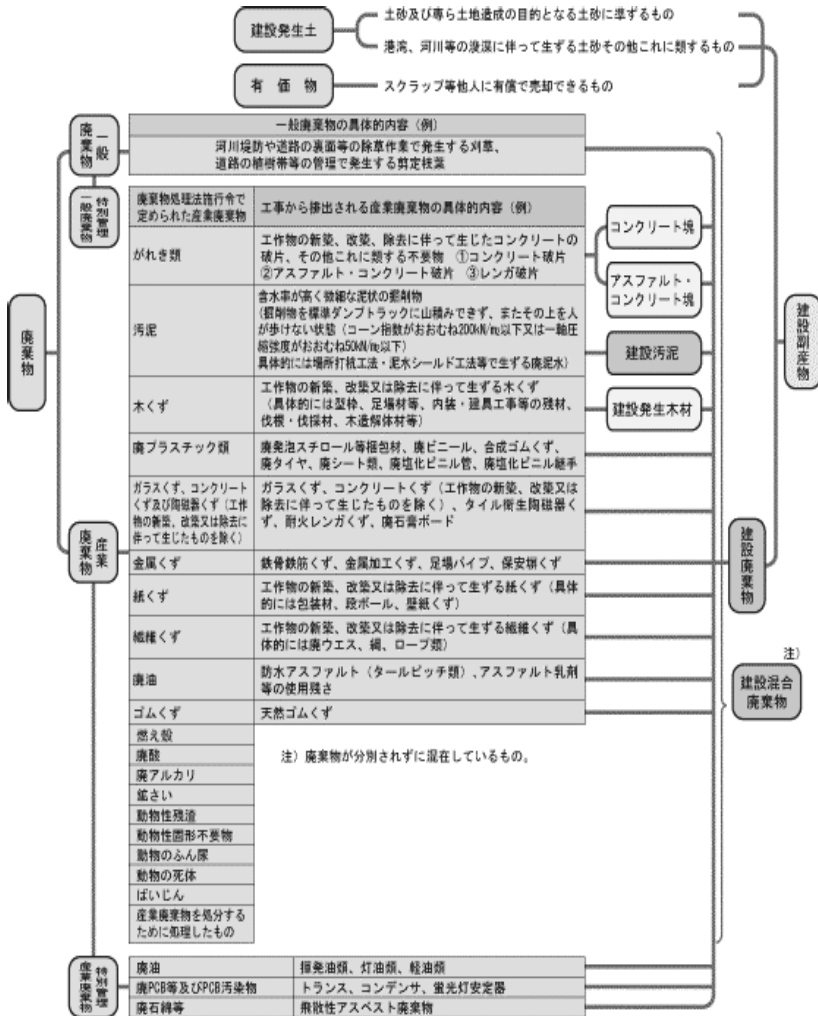 建設発生土
土砂及び専ら土地造成の目的となる土砂に準ずるもの
港湾、河川等の浚渫に伴って生ずる土砂その他これに類するもの
有価物
スクラップ等他人に有償で売却できるもの
一般
廃棄物
一般廃棄物の具体的内容（例）
河川堤防や道路の裏面等の除草作業で発生する刈草、
道路の植樹帯等の管理で発生する剪定枝葉
特別管理
一般廃棄物
廃棄物処理法施行令で
定められた産業廃棄物
工事から排出される産業廃棄物の具体的内容（例）
がれき類
工作物の新築、改築、除去に伴って生じたコンクリートの
破片、その他これに類する不要物　①コンクリート破片
②アスファルト・コンクリート破片　③レンガ破片
コンクリート塊
アスファルト・
コンクリート塊
汚泥
含水率が高く微細な泥状の掘削物
（掘削物を標準ダンプトラックに山積みできず、またその上を人
が歩けない状態（コーン指数がおおむね200kN/㎡以下又は一軸圧
縮強度がおおむね50kN/㎡以下）
具体的には場所打杭工法・泥水シールド工法等で生ずる廃泥水）
建設汚泥
木くず
工作物の新築、改築又は除去に伴って生ずる木くず
（具体的には型枠、足場材等、内装・建具工事等の残材、
伐根・伐採材、木造解体材等）
建設発生木材
廃プラスチック類
廃発泡スチロール等梱包材、廃ビニール、合成ゴムくず、
廃タイヤ、廃シート類、廃塩化ビニル管、廃塩化ビニル継手
ガラスくず、コンクリート
くず及び陶磁器くず（工作
物の新築、改築又は除去に
伴って生じたものを除く）
ガラスくず、コンクリートくず（工作物の新築、改築又は
除去に伴って生じたものを除く）、タイル衛生陶磁器く
ず、耐火レンガくず、廃石膏ボード
金属くず
鉄骨鉄筋くず、金属加工くず、足場パイプ、保安塀くず
紙くず
工作物の新築、改築又は除去に伴って生ずる紙くず（具体
的には包装材、段ボール、壁紙くず）
繊維くず
工作物の新築、改築又は除去に伴って生ずる繊維くず（具
体的には廃ウエス、縄、ロープ類）
廃油
防水アスファルト（タールピッチ類）、アスファルト乳剤
等の使用残さ
ゴムくず
天然ゴムくず
燃え殻
廃酸
廃アルカリ
鉱さい
動物性残渣
動物性固形不要物
動物のふん尿
動物の死体
ばいじん
産業廃棄物を処分する
ために処理したもの
注）廃棄物が分別されずに混在しているもの。
廃棄物
産業
廃棄物
特別管理
産業廃棄物
廃油
揮発油類、灯油類、軽油類
廃PCB等及びPCB汚染物
トランス、コンデンサ、蛍光灯安定器
廃石綿等
飛散性アスベスト廃棄物
建設副産物
建設廃棄物
注）
建設混合
廃棄物